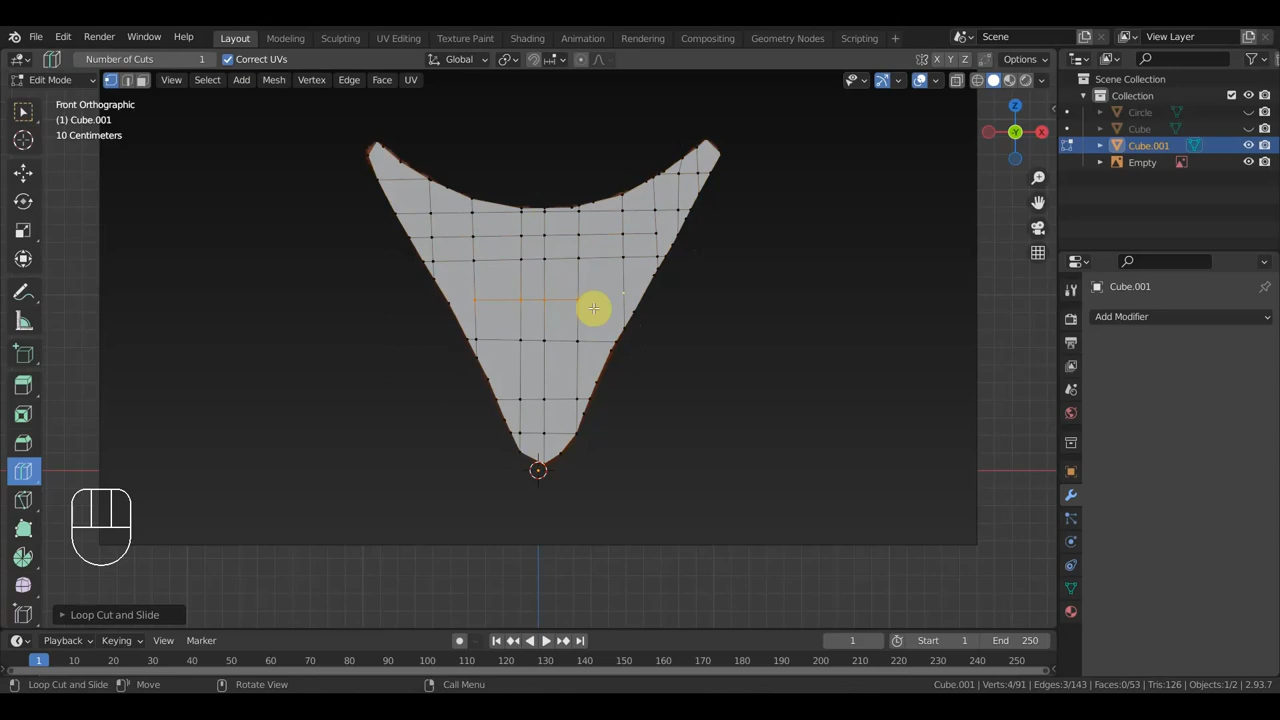 File Edit Render Window Help Layout Modeling Sculpting UV Editing Texture Paint Shading Animation Rendering Compositing Geometry Nodes Scripting + Scene View Layer
Number of Cuts 1 Correct UVs Global X Y Z Options
Edit Mode View Select Add Mesh Vertex Edge Face UV
Front Orthographic
(1) Cube.001
10 Centimeters
Z
X
-Y
Scene Collection
Collection
Circle
Cube
Cube.001
Empty
Cube.001
Add Modifier
Loop Cut and Slide
Playback Keying View Marker 1 Start 1 End 250
1 10 20 30 40 50 60 70 80 90 100 110 120 130 140 150 160 170 180 190 200 210 220 230 240 250
Loop Cut and Slide Move Rotate View Call Menu Cube.001 | Verts:4/91 | Edges:3/143 | Faces:0/53 | Tris:126 | Objects:1/2 | 2.93.7